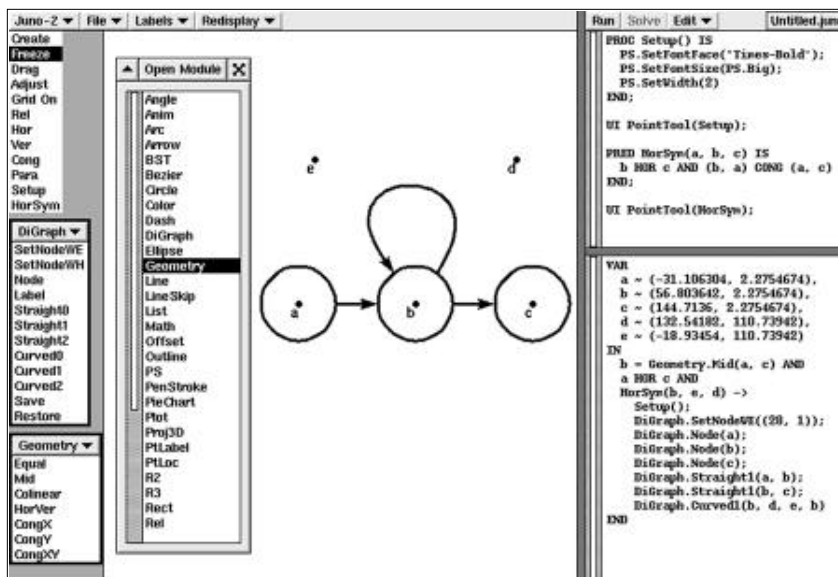 Juno-2 File Labels Redisplay
Create
Freeze
Drag
Adjust
Grid On
Rel
Hor
Ver
Cong
Para
Setup
HorSym
DiGraph
SetNodeWE
SetNodeWH
Node
Label
Straight0
Straight1
Straight2
Curved0
Curved1
Curved2
Save
Restore
Geometry
Equal
Mid
Colinear
HorVer
CongX
CongY
CongXY
Open Module
Angle
Anim
Arc
Arrow
BST
Bezier
Circle
Color
Dash
DiGraph
Ellipse
Geometry
Line
LineSkip
List
Math
Offset
Outline
PS
PenStroke
PieChart
Plot
Proj3D
PtLabel
PtLoc
R2
R3
Rect
Rel
e d
a b c
Run Solve Edit Untitled.juno
PROC Setup() IS
PS.SetFontFace("Times-Bold");
PS.SetFontSize(PS.Big);
PS.SetWidth(2)
END;
UI PointTool(Setup);
PRED HorSym(a, b, c) IS
b HOR c AND (b, a) CONG (a, c)
END;
UI PointTool(HorSym);
VAR
a ~ (-31.106304, 2.2754674),
b ~ (56.803642, 2.2754674),
c ~ (144.7136, 2.2754674),
d ~ (132.54182, 110.73942),
e ~ (-18.93454, 110.73942)
IN
b = Geometry.Mid(a, c) AND
a HOR c AND
HorSym(b, e, d) ->
Setup();
DiGraph.SetNodeWE((28, 1));
DiGraph.Node(a);
DiGraph.Node(b);
DiGraph.Node(c);
DiGraph.Straight1(a, b);
DiGraph.Straight1(b, c);
DiGraph.Curved1(b, d, e, b)
END